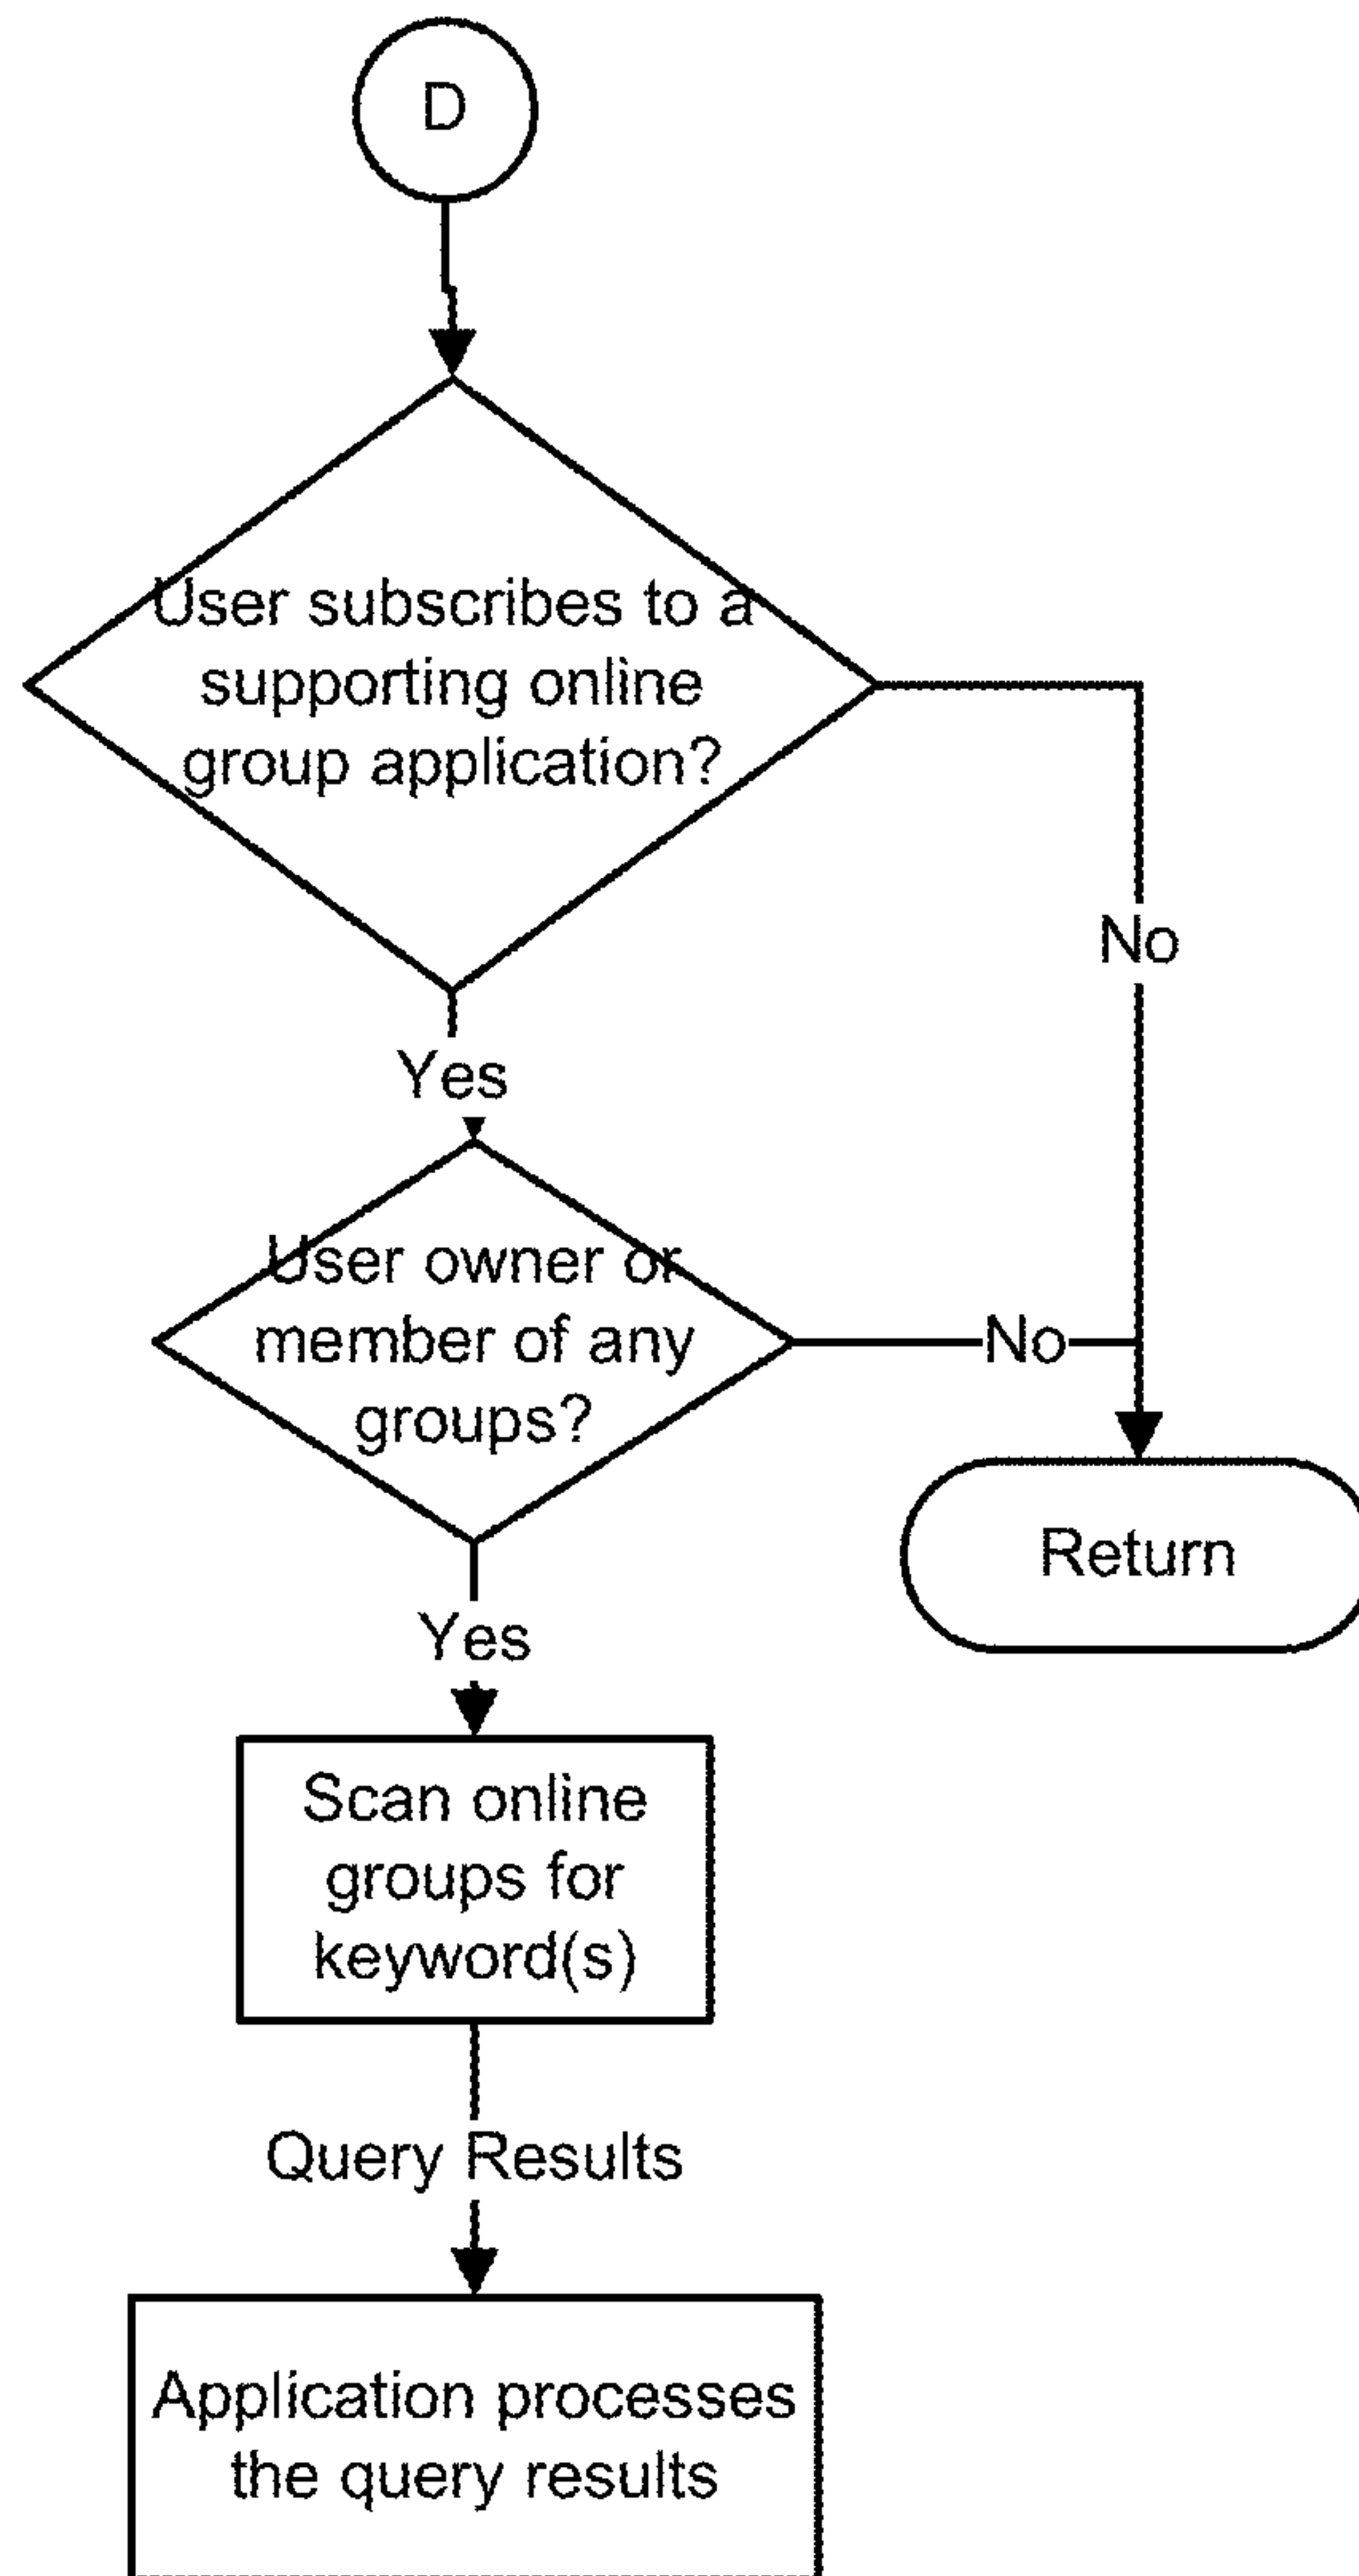 D
User subscribes to a
supporting online
group application?
No
Yes
User owner or
member of any
groups?
No
Return
Yes
Scan online
groups for
keyword(s)
Query Results
Application processes
the query results